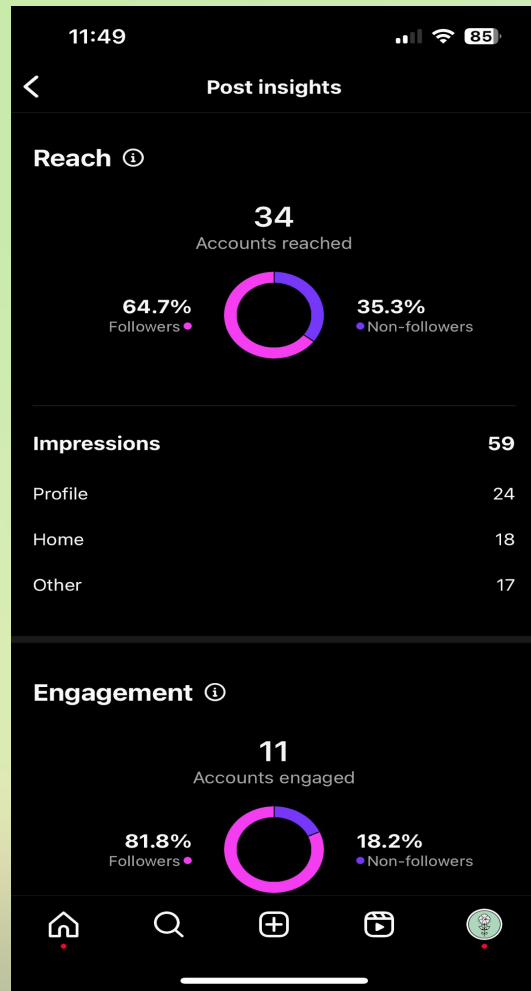 11:49
85
Post insights
Reach
34
Accounts reached
64.7%
Followers
35.3%
Non-followers
Impressions 59
Profile 24
Home 18
Other 17
Engagement
11
Accounts engaged
81.8%
Followers
18.2%
Non-followers